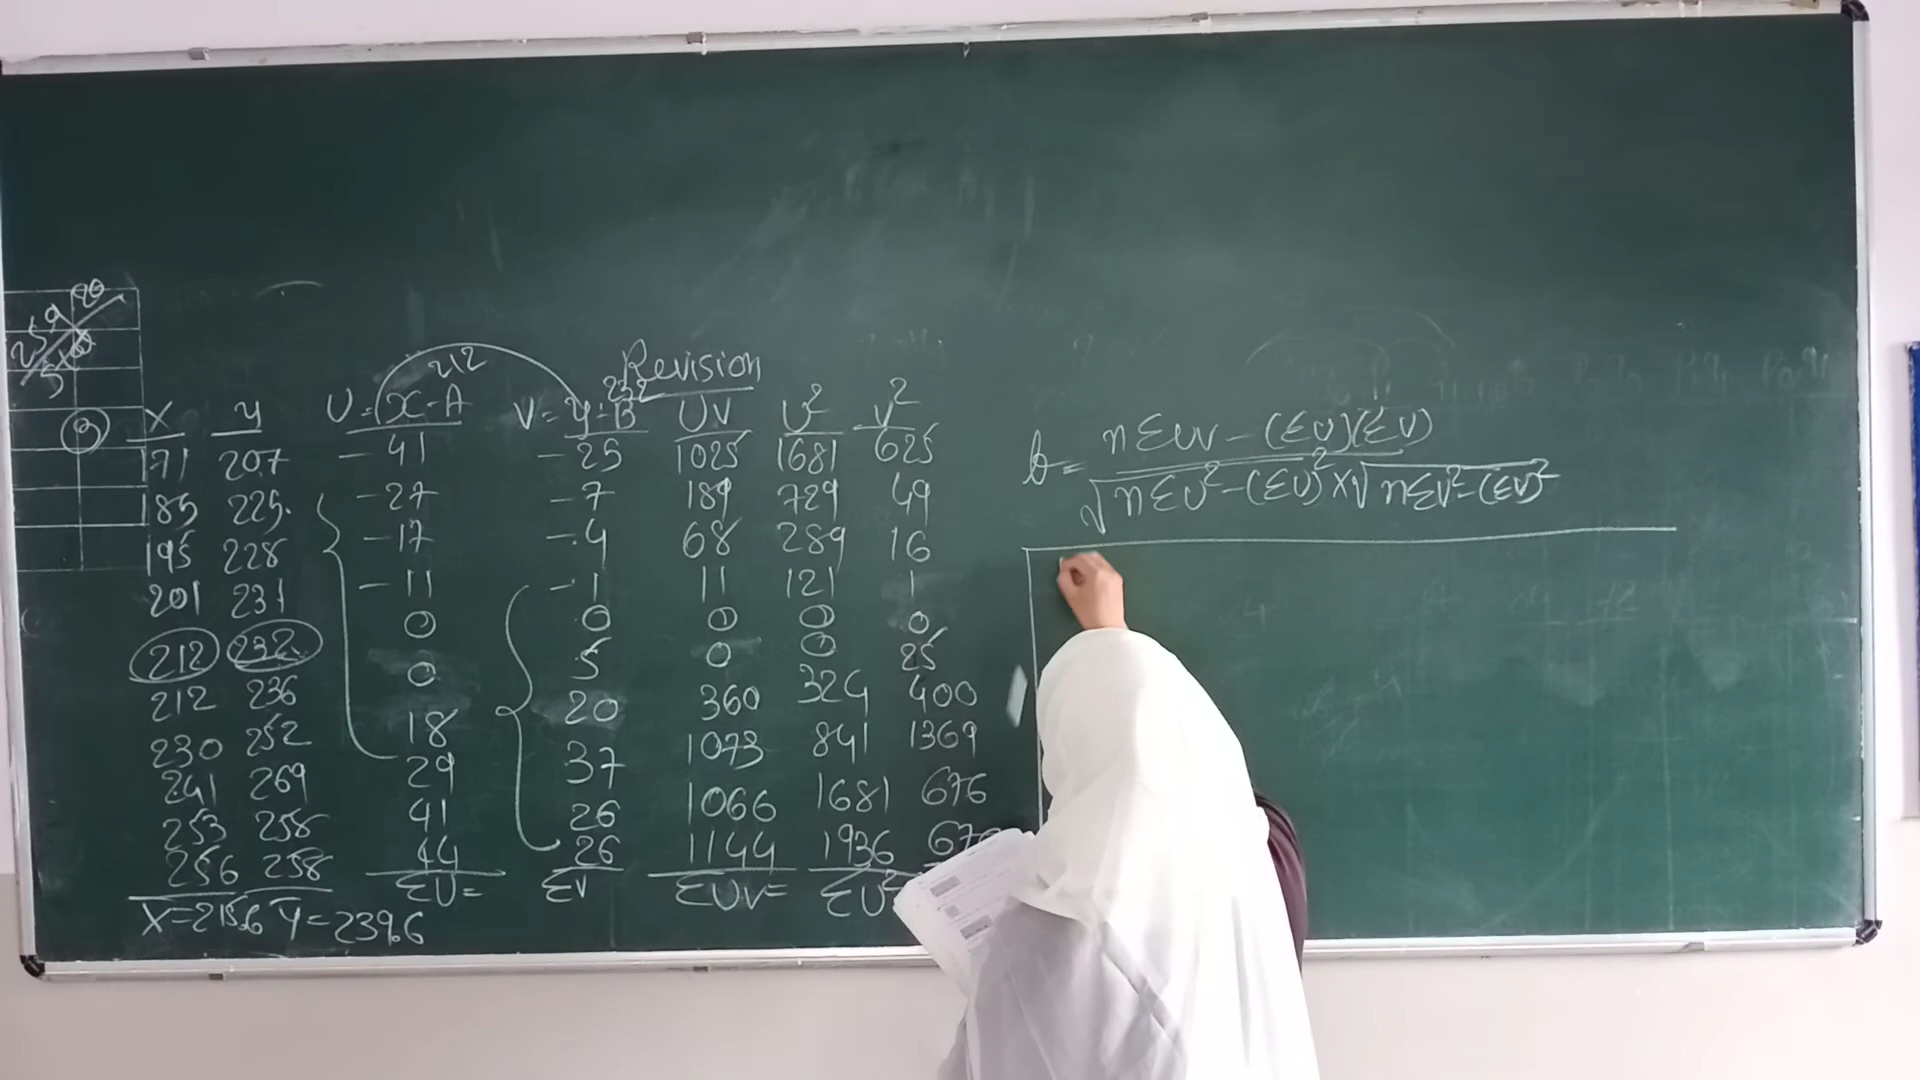 Revision
x y U=(x-A 212 V=y-B 232 UV U² V²
171 207 -41 -25 1025 1681 625
185 225. -27 -7 189 729 49
195 228 -17 -4 68 289 16
201 231 -11 -1 11 121 1
212 232 0 0 0 0 0
212 236 0 5 0 0 25
230 252 18 20 360 324 400
241 269 29 37 1073 841 1369
253 258 41 26 1066 1681 676
256 258 44 26 1144 1936
X=215.6 Y=239.6 ΣU= ΣV ΣUV= ΣU²
= nΣUV-(ΣU)(ΣV)
√nΣU²-(ΣU)²×√nΣV²-(ΣV)²